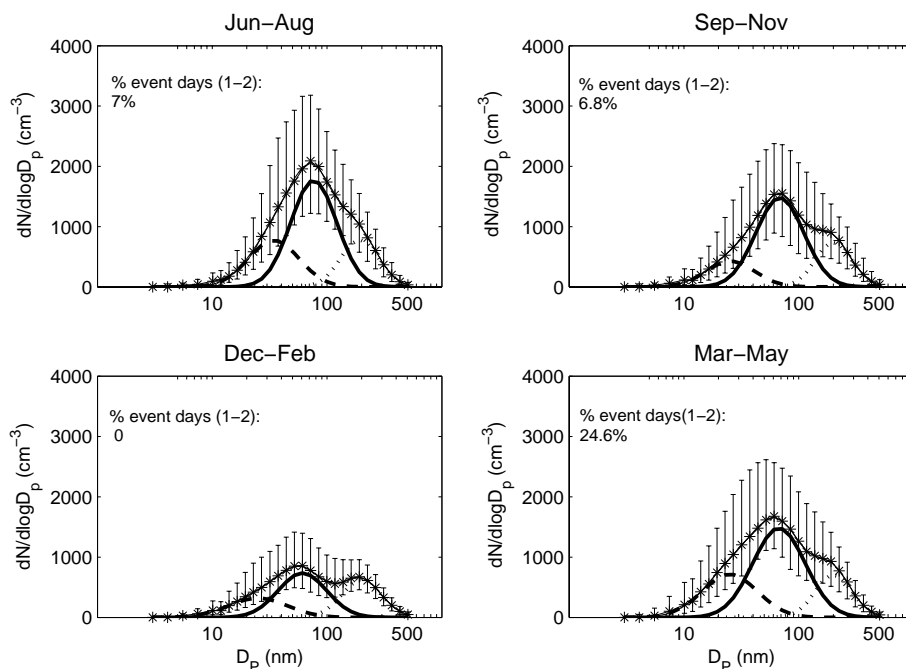 Jun−Aug
4000
3000
2000
1000
0
dN/dlogD_p (cm^−3)
% event days (1−2):
7%
10
100
500
Sep−Nov
4000
3000
2000
1000
0
dN/dlogD_p (cm^−3)
% event days (1−2):
6.8%
10
100
500
Dec−Feb
4000
3000
2000
1000
0
dN/dlogD_p (cm^−3)
% event days (1−2):
0
10
100
500
D_p (nm)
Mar−May
4000
3000
2000
1000
0
dN/dlogD_p (cm^−3)
% event days(1−2):
24.6%
10
100
500
D_p (nm)